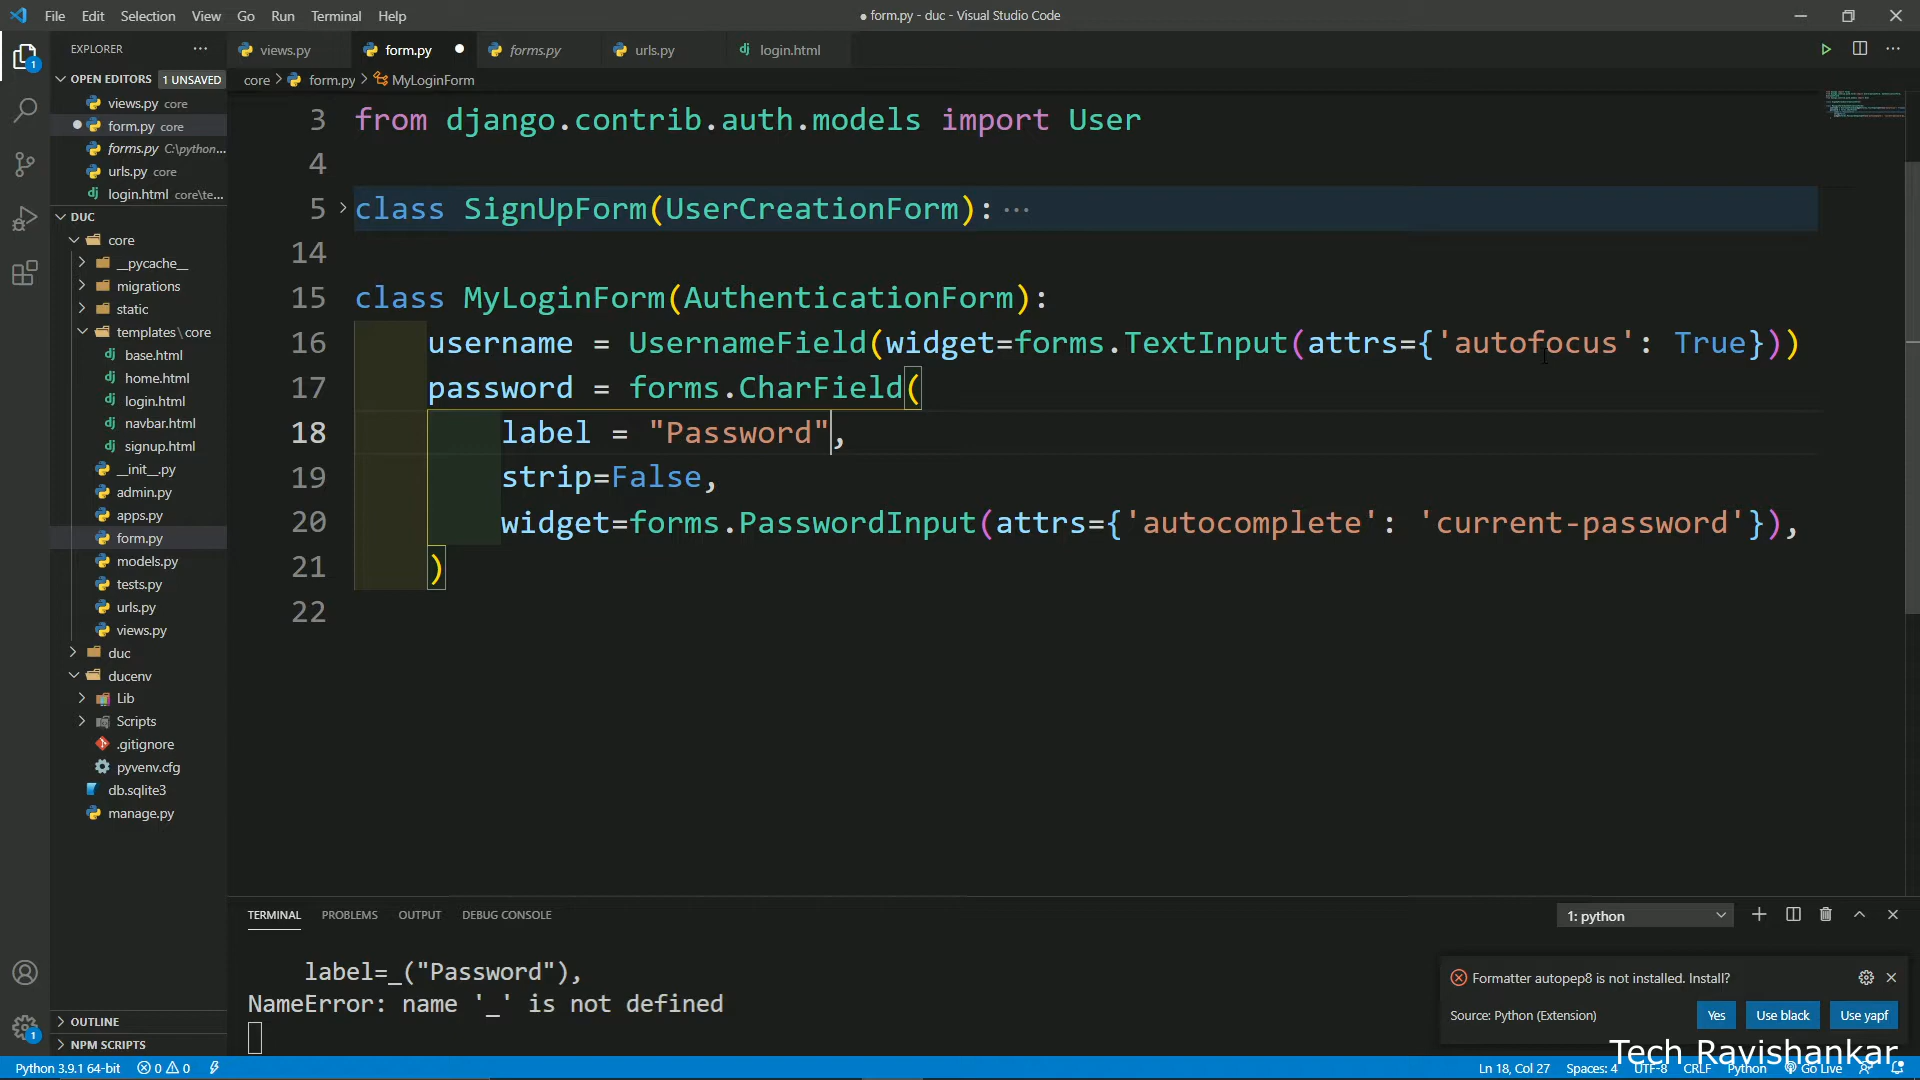 File Edit Selection View Go Run Terminal Help
● form.py - duc - Visual Studio Code
EXPLORER ···
views.py form.py ● forms.py urls.py login.html
OPEN EDITORS 1 UNSAVED
core > form.py > MyLoginForm
views.py core
form.py core
forms.py C:\python...
urls.py core
login.html core\te...
DUC
core
__pycache__
migrations
static
templates\core
base.html
home.html
login.html
navbar.html
signup.html
__init__.py
admin.py
apps.py
form.py
models.py
tests.py
urls.py
views.py
duc
ducenv
Lib
Scripts
.gitignore
pyvenv.cfg
db.sqlite3
manage.py
OUTLINE
NPM SCRIPTS
3 from django.contrib.auth.models import User
4
5 class SignUpForm(UserCreationForm):···
14
15 class MyLoginForm(AuthenticationForm):
16 username = UsernameField(widget=forms.TextInput(attrs={'autofocus': True}))
17 password = forms.CharField(
18 label = "Password",
19 strip=False,
20 widget=forms.PasswordInput(attrs={'autocomplete': 'current-password'}),
21 )
22
TERMINAL PROBLEMS OUTPUT DEBUG CONSOLE
1: python
label=_("Password"),
NameError: name '_' is not defined
Formatter autopep8 is not installed. Install?
Source: Python (Extension)
Yes Use black Use yapf
Tech Ravishankar.
Python 3.9.1 64-bit 0 0
Ln 18, Col 27 Spaces: 4 UTF-8 CRLF Python Go Live
1
1